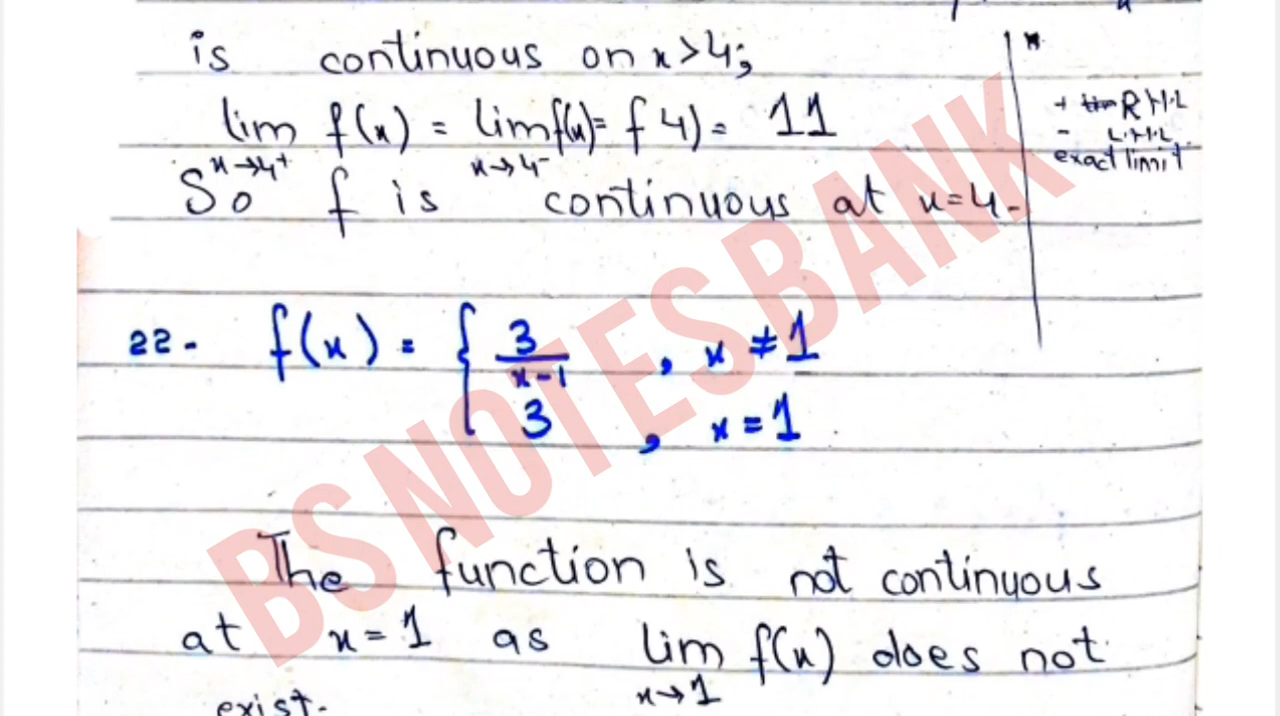 is continuous on x>4;
lim f(x) = lim f(x) = f 4) = 11
x→4+ x→4-
So f is continuous at x=4.
+ R.H.L
- L.H.L
exact limit
22. f(x) = { 3/x-1 , x ≠ 1
3 , x = 1
The function is not continuous
at x = 1 as lim f(x) does not
x→1
exist.
BS NOTES BANK